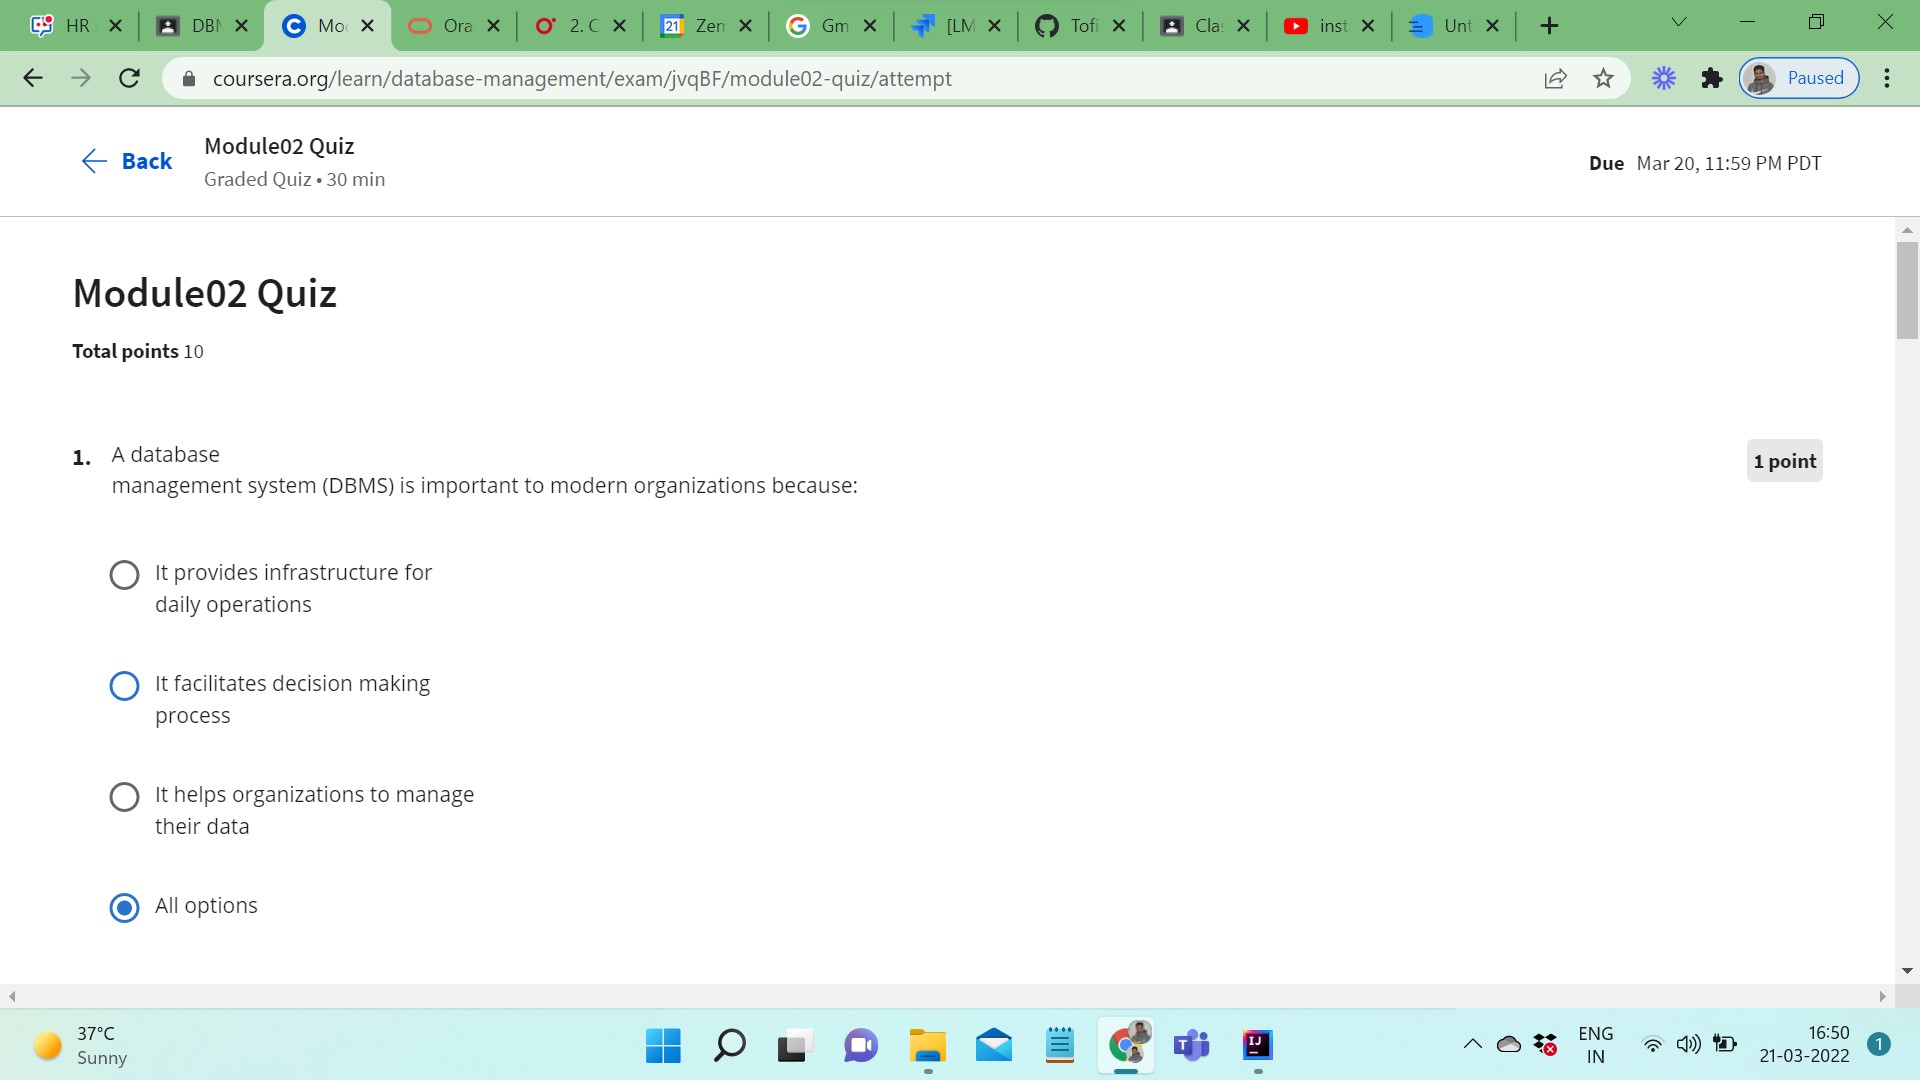 HR
DBM
Mo
Ora
2. C
Zen
Gm
[LM
Tofi
Clas
inst
Unt
coursera.org/learn/database-management/exam/jvqBF/module02-quiz/attempt
Paused
Back
Module02 Quiz
Graded Quiz • 30 min
Due Mar 20, 11:59 PM PDT
Module02 Quiz
Total points 10
1. A database
management system (DBMS) is important to modern organizations because:
1 point
It provides infrastructure for
daily operations
It facilitates decision making
process
It helps organizations to manage
their data
All options
37°C
Sunny
ENG
IN
16:50
21-03-2022
1